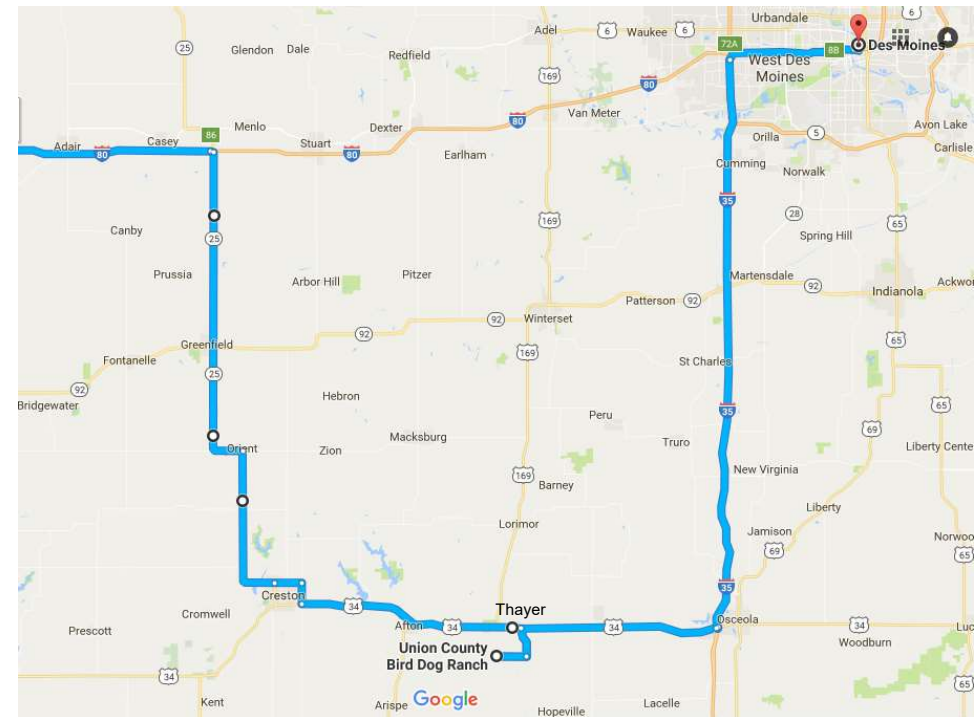 Urbandale
6
Adel
6
Waukee
6
25
Glendon
Dale
Redfield
72A
8B
Des Moines
West Des
Moines
169
80
Van Meter
80
Avon Lake
Menlo
Dexter
86
Adair
80
Casey
Stuart
80
Earlham
Orilla
5
Carlisle
Cumming
Norwalk
35
25
Canby
169
28
Spring Hill
65
Prussia
Arbor Hill
Pitzer
Martensdale
92
Indianola
Ackwo
Patterson
92
92
Winterset
92
Greenfield
65
169
Fontanelle
St Charles
25
92
Bridgewater
Hebron
35
65
Peru
69
Orient
Zion
Macksburg
Truro
Liberty Cente
New Virginia
169
Barney
Liberty
Lorimor
Jamison
69
Norwoo
65
35
Creston
34
Cromwell
Thayer
Osceola
Prescott
Afton
34
34
34
Luc
Woodburn
Union County
Bird Dog Ranch
34
65
Kent
Arispe
Google
Lacelle
Hopeville